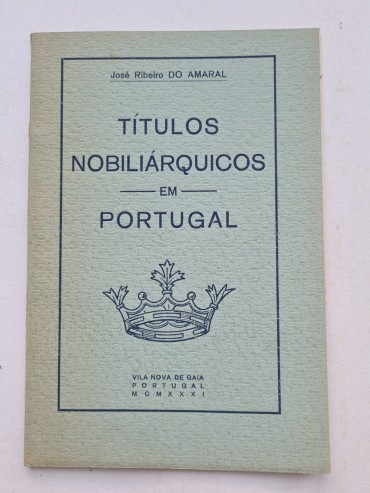 José Ribeiro DO AMARAL
TÍTULOS
NOBILIÁRQUICOS
EM
PORTUGAL
VILA NOVA DE GAIA
PORTUGAL
MCMXXXI